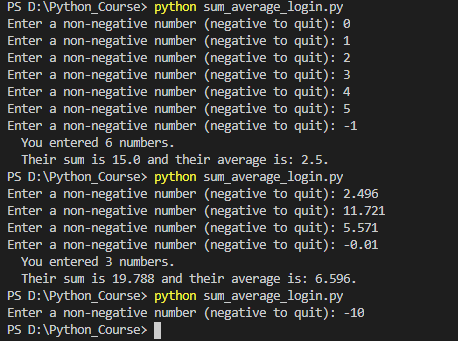 PS D:\Python_Course> python sum_average_login.py
Enter a non-negative number (negative to quit): 0
Enter a non-negative number (negative to quit): 1
Enter a non-negative number (negative to quit): 2
Enter a non-negative number (negative to quit): 3
Enter a non-negative number (negative to quit): 4
Enter a non-negative number (negative to quit): 5
Enter a non-negative number (negative to quit): -1
  You entered 6 numbers.
  Their sum is 15.0 and their average is: 2.5.
PS D:\Python_Course> python sum_average_login.py
Enter a non-negative number (negative to quit): 2.496
Enter a non-negative number (negative to quit): 11.721
Enter a non-negative number (negative to quit): 5.571
Enter a non-negative number (negative to quit): -0.01
  You entered 3 numbers.
  Their sum is 19.788 and their average is: 6.596.
PS D:\Python_Course> python sum_average_login.py
Enter a non-negative number (negative to quit): -10
PS D:\Python_Course>